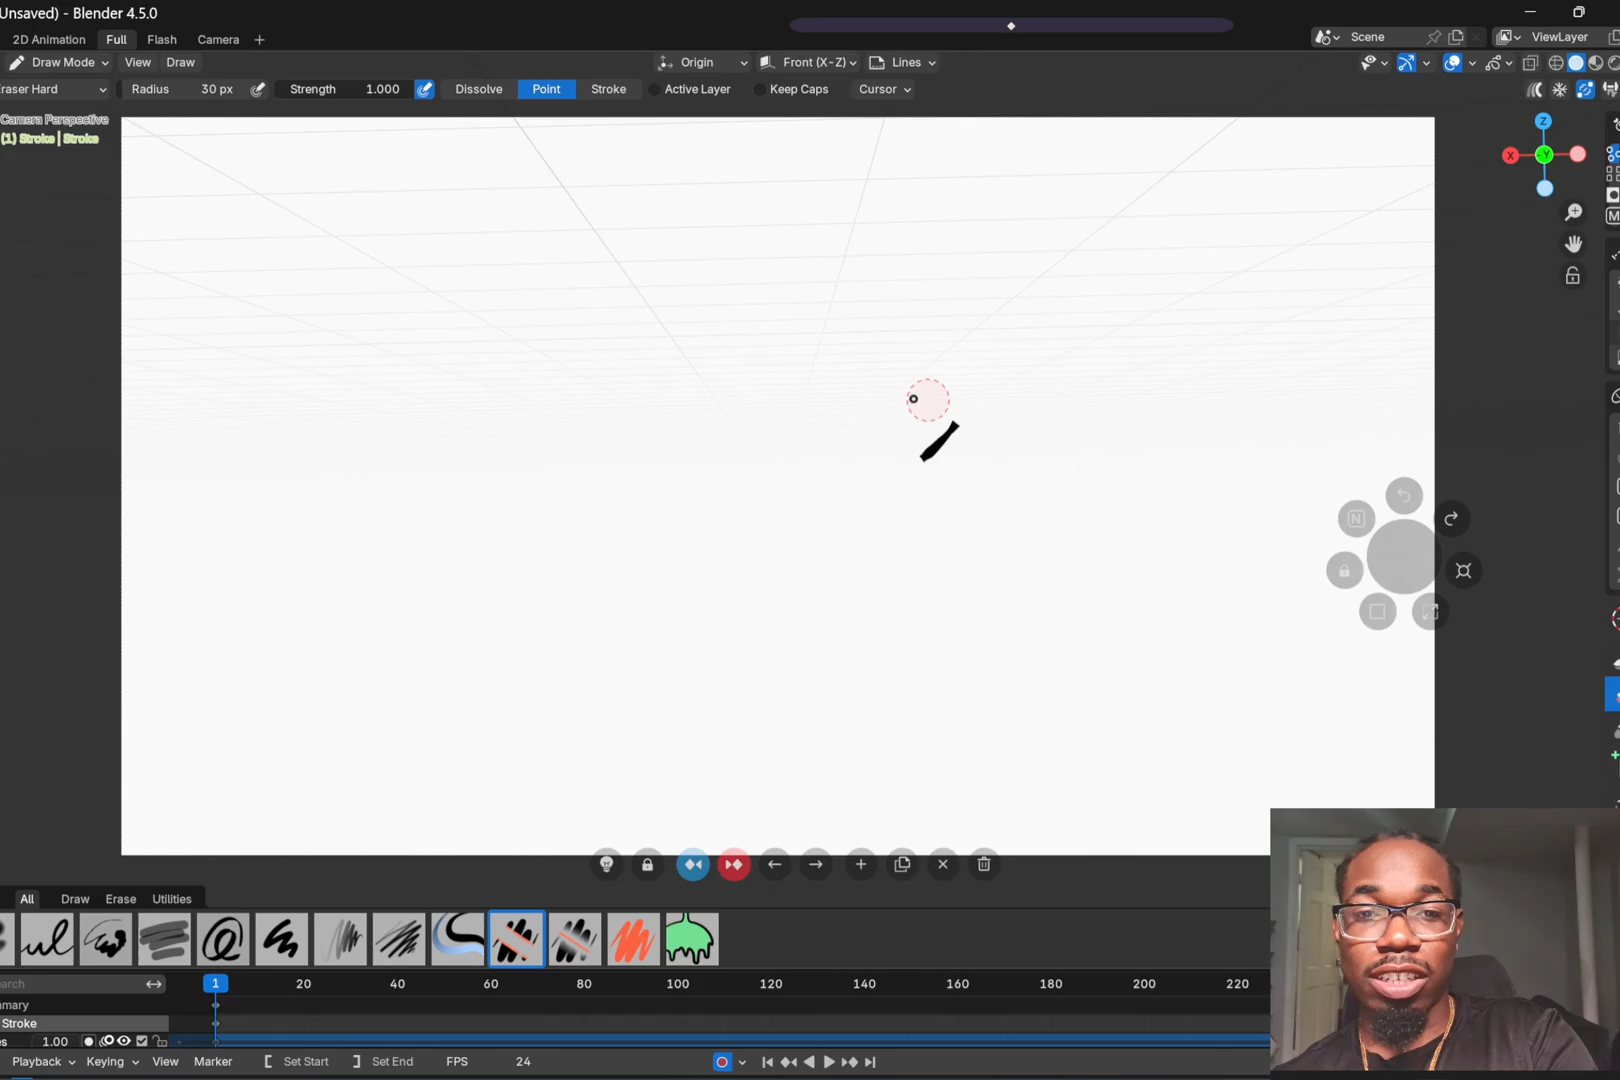 Unsaved) - Blender 4.5.0
2D Animation Full Flash Camera + Scene ViewLayer
Draw Mode View Draw Origin Front (X-Z) Lines
raser Hard Radius 30 px Strength 1.000 Dissolve Point Stroke Active Layer Keep Caps Cursor
Camera Perspective
(1) Stroke | Stroke
Z
X -Y
M
N
All Draw Erase Utilities
earch 1 20 40 60 80 100 120 140 160 180 200 220
mmary
Stroke
es 1.00
Playback Keying View Marker [ Set Start ] Set End FPS 24